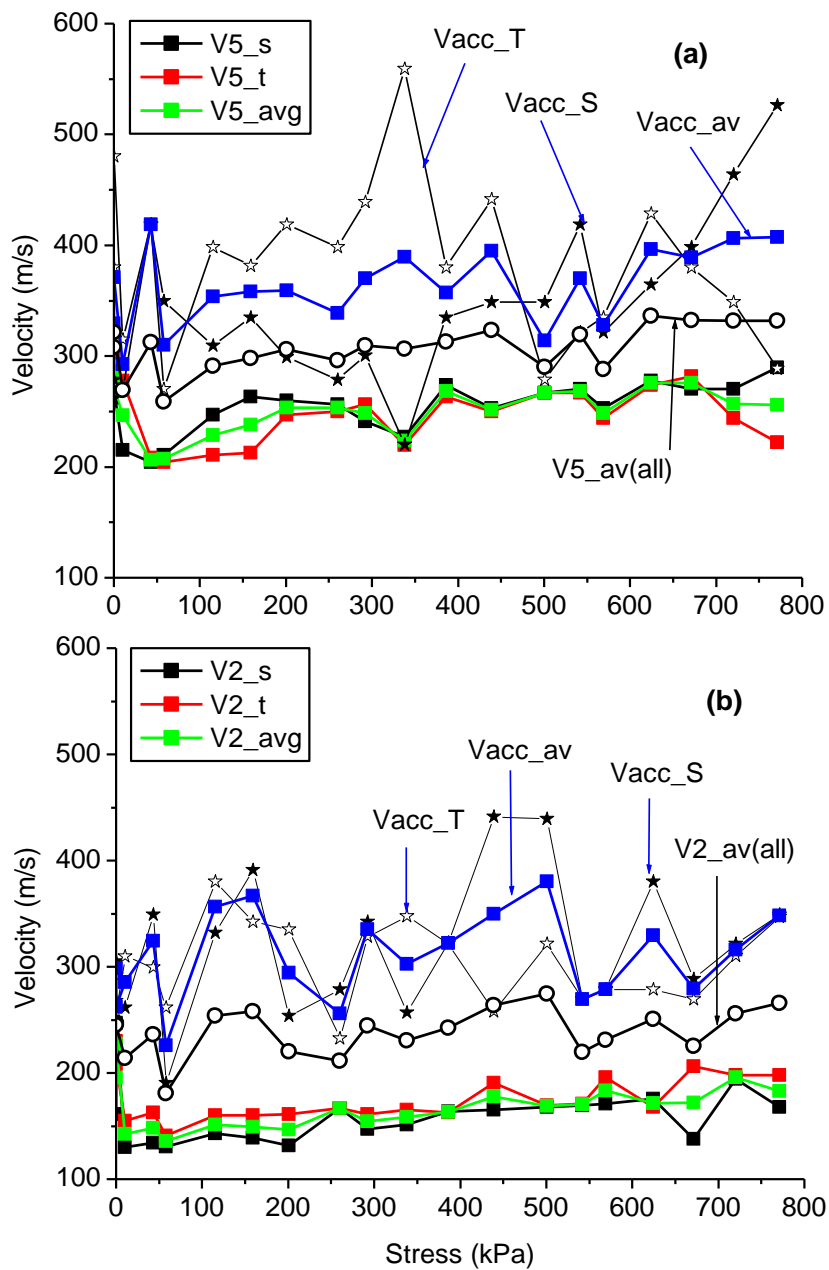 600
500
400
300
200
100
Velocity (m/s)
V5_s
V5_t
V5_avg
(a)
Vacc_T
Vacc_S
Vacc_av
V5_av(all)
0 100 200 300 400 500 600 700 800
600
500
400
300
200
100
Velocity (m/s)
V2_s
V2_t
V2_avg
(b)
Vacc_av
Vacc_S
Vacc_T
V2_av(all)
0 100 200 300 400 500 600 700 800
Stress (kPa)